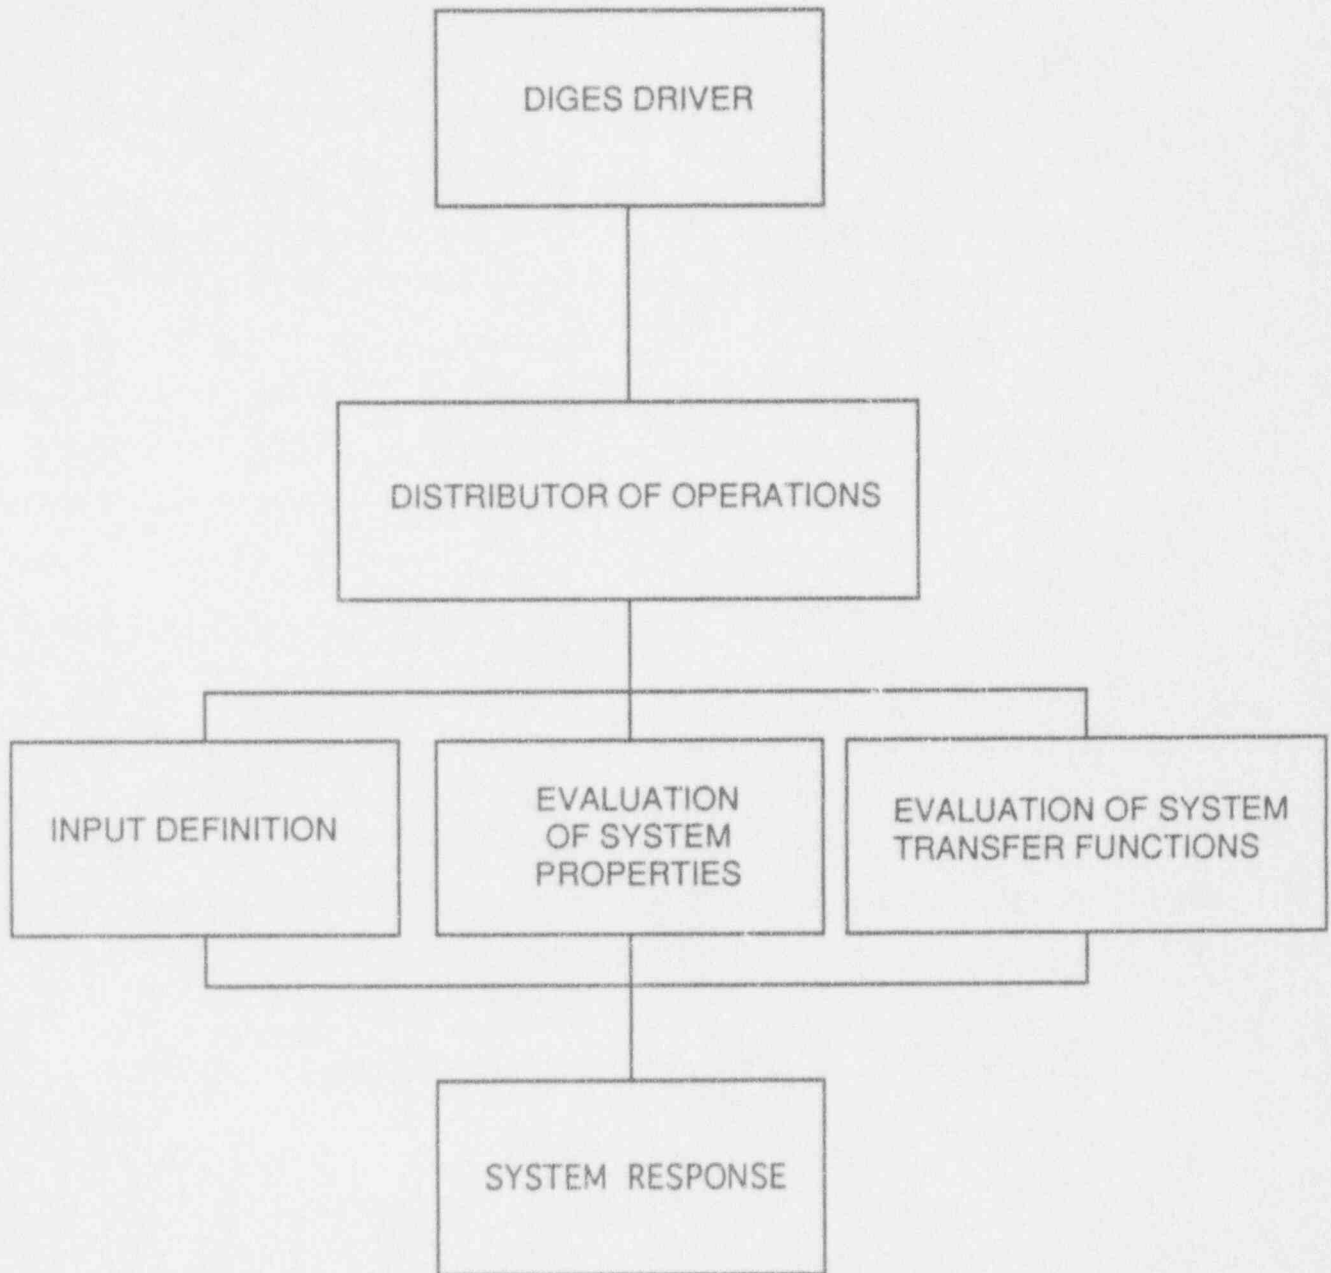 DIGES DRIVER
DISTRIBUTOR OF OPERATIONS
INPUT DEFINITION
EVALUATION
OF SYSTEM
PROPERTIES
EVALUATION OF SYSTEM
TRANSFER FUNCTIONS
SYSTEM RESPONSE